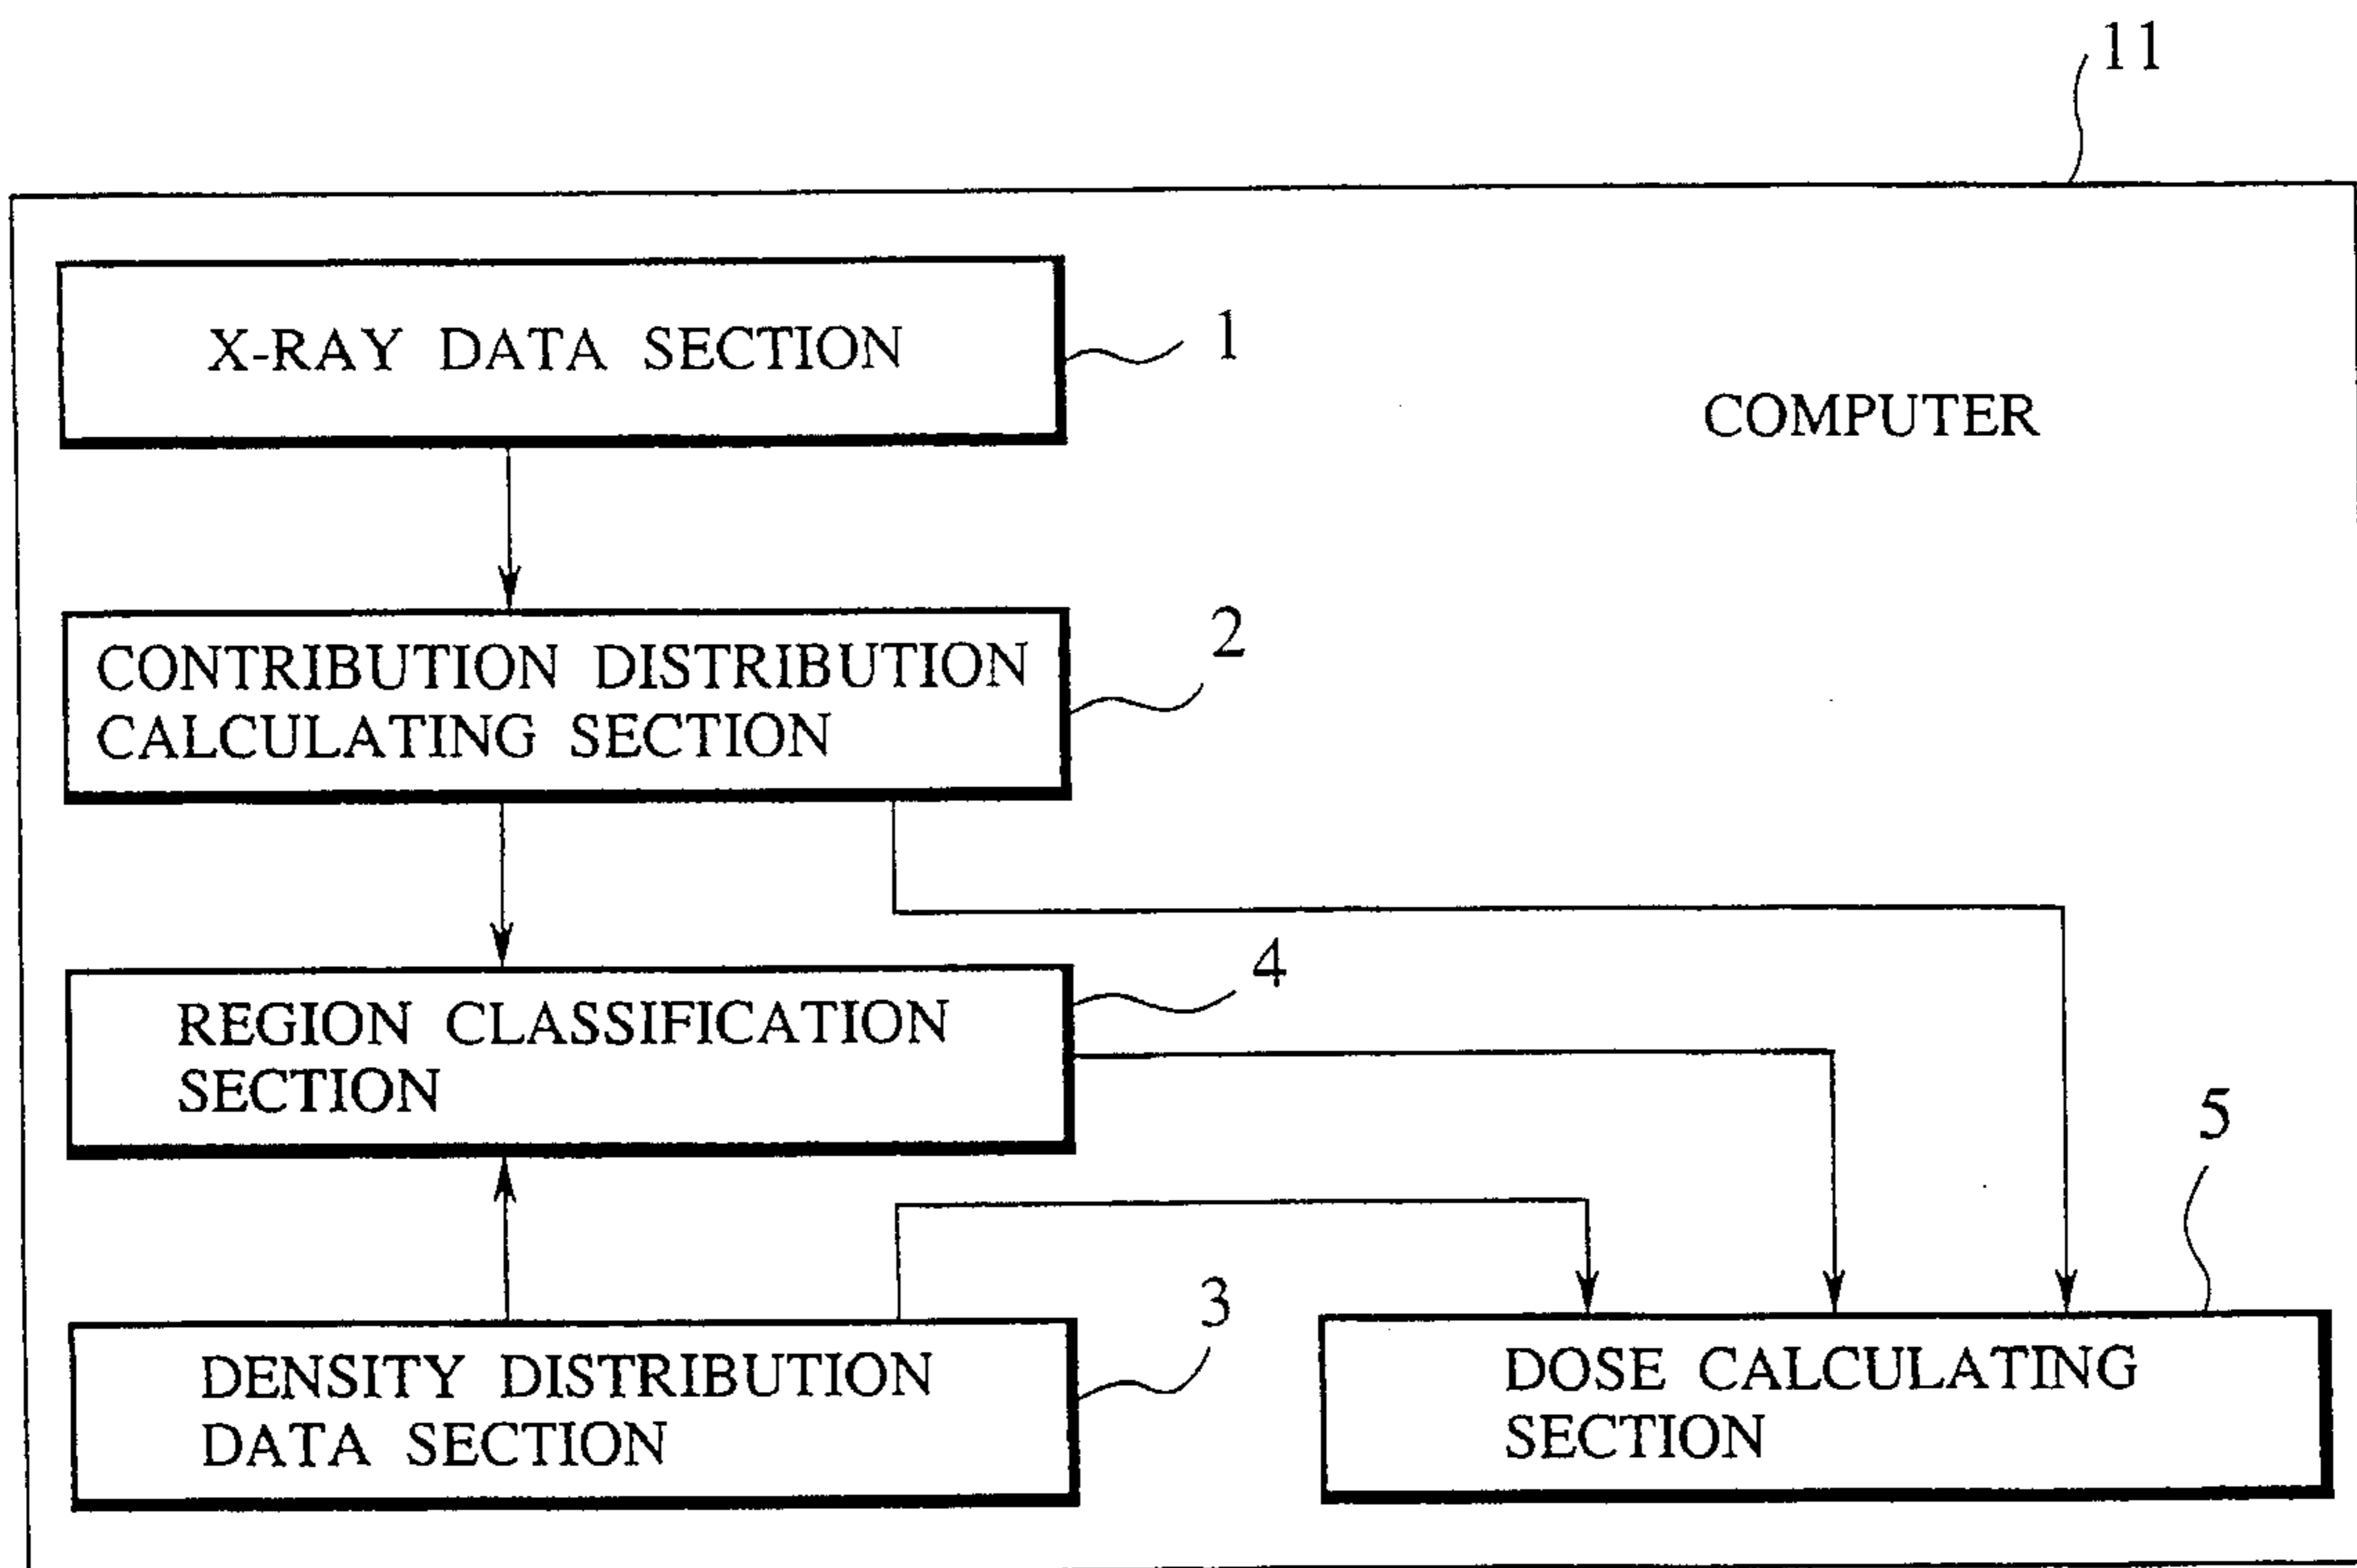 11
X-RAY DATA SECTION
1
COMPUTER
CONTRIBUTION DISTRIBUTION
CALCULATING SECTION
2
REGION CLASSIFICATION
SECTION
4
DENSITY DISTRIBUTION
DATA SECTION
3
DOSE CALCULATING
SECTION
5